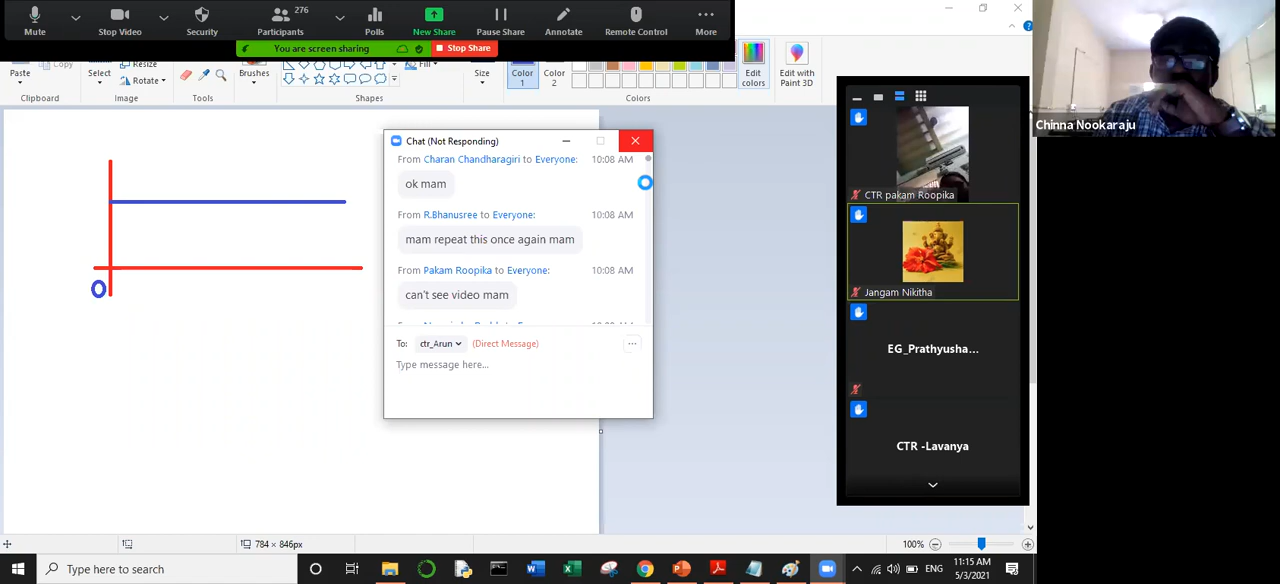 276
Mute
Stop Video
Security
Participants
Polls
New Share
Pause Share
Annotate
Remote Control
More
You are screen sharing
Stop Share
Paste
Copy
Select
Resize
Rotate
Brushes
Fill
Size
Color
1
Color
2
Edit
colors
Edit with
Paint 3D
Clipboard
Image
Tools
Shapes
Colors
Chinna Nookaraju
Chat (Not Responding)
From Charan Chandharagiri to Everyone: 10:08 AM
ok mam
From R.Bhanusree to Everyone: 10:08 AM
mam repeat this once again mam
From Pakam Roopika to Everyone: 10:08 AM
can't see video mam
To: ctr_Arun (Direct Message)
Type message here...
O
CTR pakam Roopika
Jangam Nikitha
EG_Prathyusha...
CTR -Lavanya
784 × 846px
100%
Type here to search
ENG
11:15 AM
5/3/2021